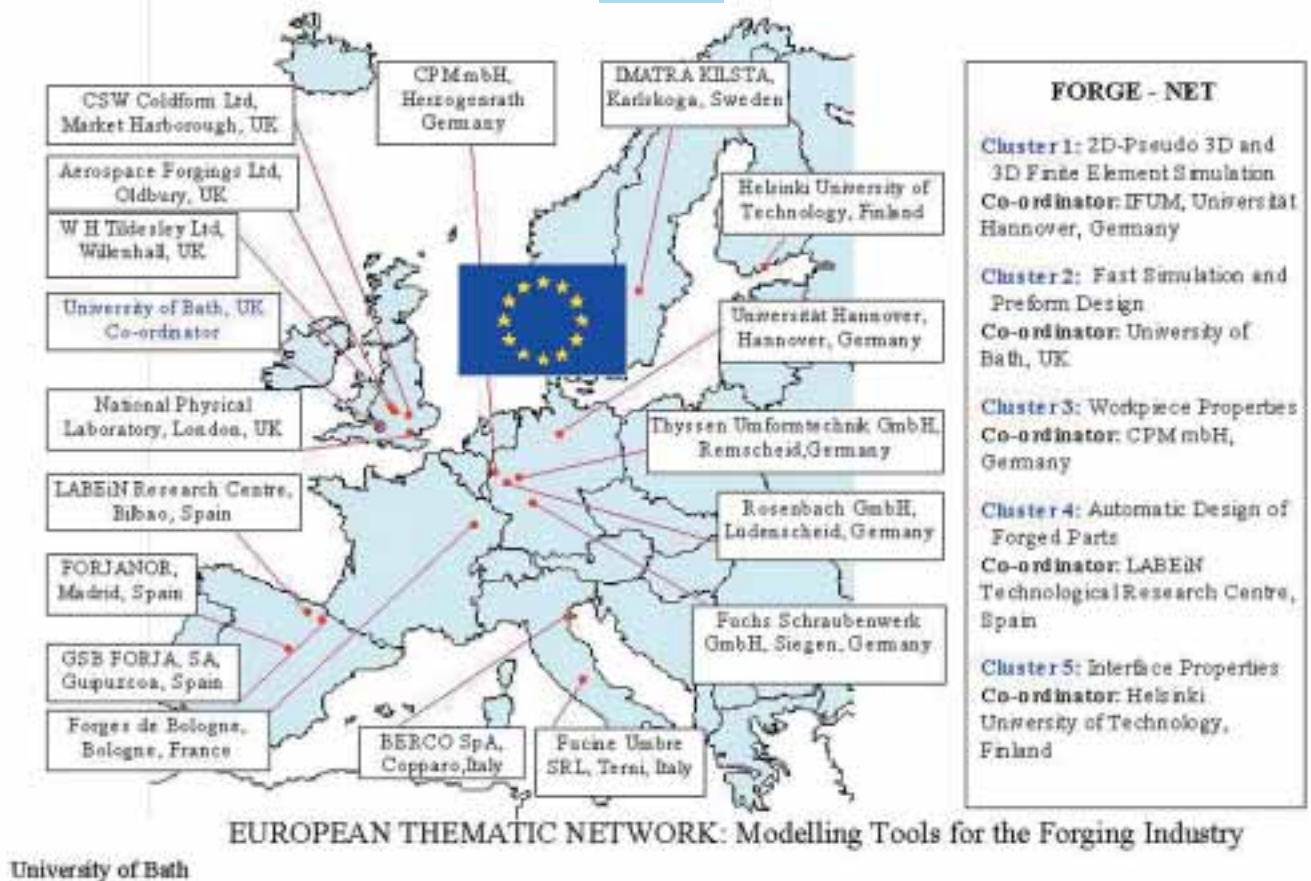 CSW Coldform Ltd,
Market Harborough, UK
Aerospace Forgings Ltd,
Oldbury, UK
W H Tildesley Ltd,
Willenhall, UK
University of Bath, UK
Co-ordinator
National Physical
Laboratory, London, UK
LABEiN Research Centre,
Bilbao, Spain
FORJANOR,
Madrid, Spain
GSB FORJA, SA,
Guipuzcoa, Spain
Forges de Bologne,
Bologne, France
CPM mbH,
Herzogenrath
Germany
IMATRA KILSTA,
Karlskoga, Sweden
Helsinki University of
Technology, Finland
Universität Hannover,
Hannover, Germany
Thyssen Umformtechnik GmbH,
Remscheid,Germany
Rosenbach GmbH,
Lüdenscheid, Germany
Fuchs Schraubenwerk
GmbH, Siegen, Germany
BERCO SpA,
Copparo,Italy
Fucine Umbre
SRL, Terni, Italy
FORGE - NET
Cluster 1: 2D-Pseudo 3D and
3D Finite Element Simulation
Co-ordinator: IFUM, Universität
Hannover, Germany
Cluster 2: Fast Simulation and
Preform Design
Co-ordinator: University of
Bath, UK
Cluster 3: Workpiece Properties
Co-ordinator: CPM mbH,
Germany
Cluster 4: Automatic Design of
Forged Parts
Co-ordinator: LABEiN
Technological Research Centre,
Spain
Cluster 5: Interface Properties
Co-ordinator: Helsinki
University of Technology,
Finland
EUROPEAN THEMATIC NETWORK: Modelling Tools for the Forging Industry
University of Bath